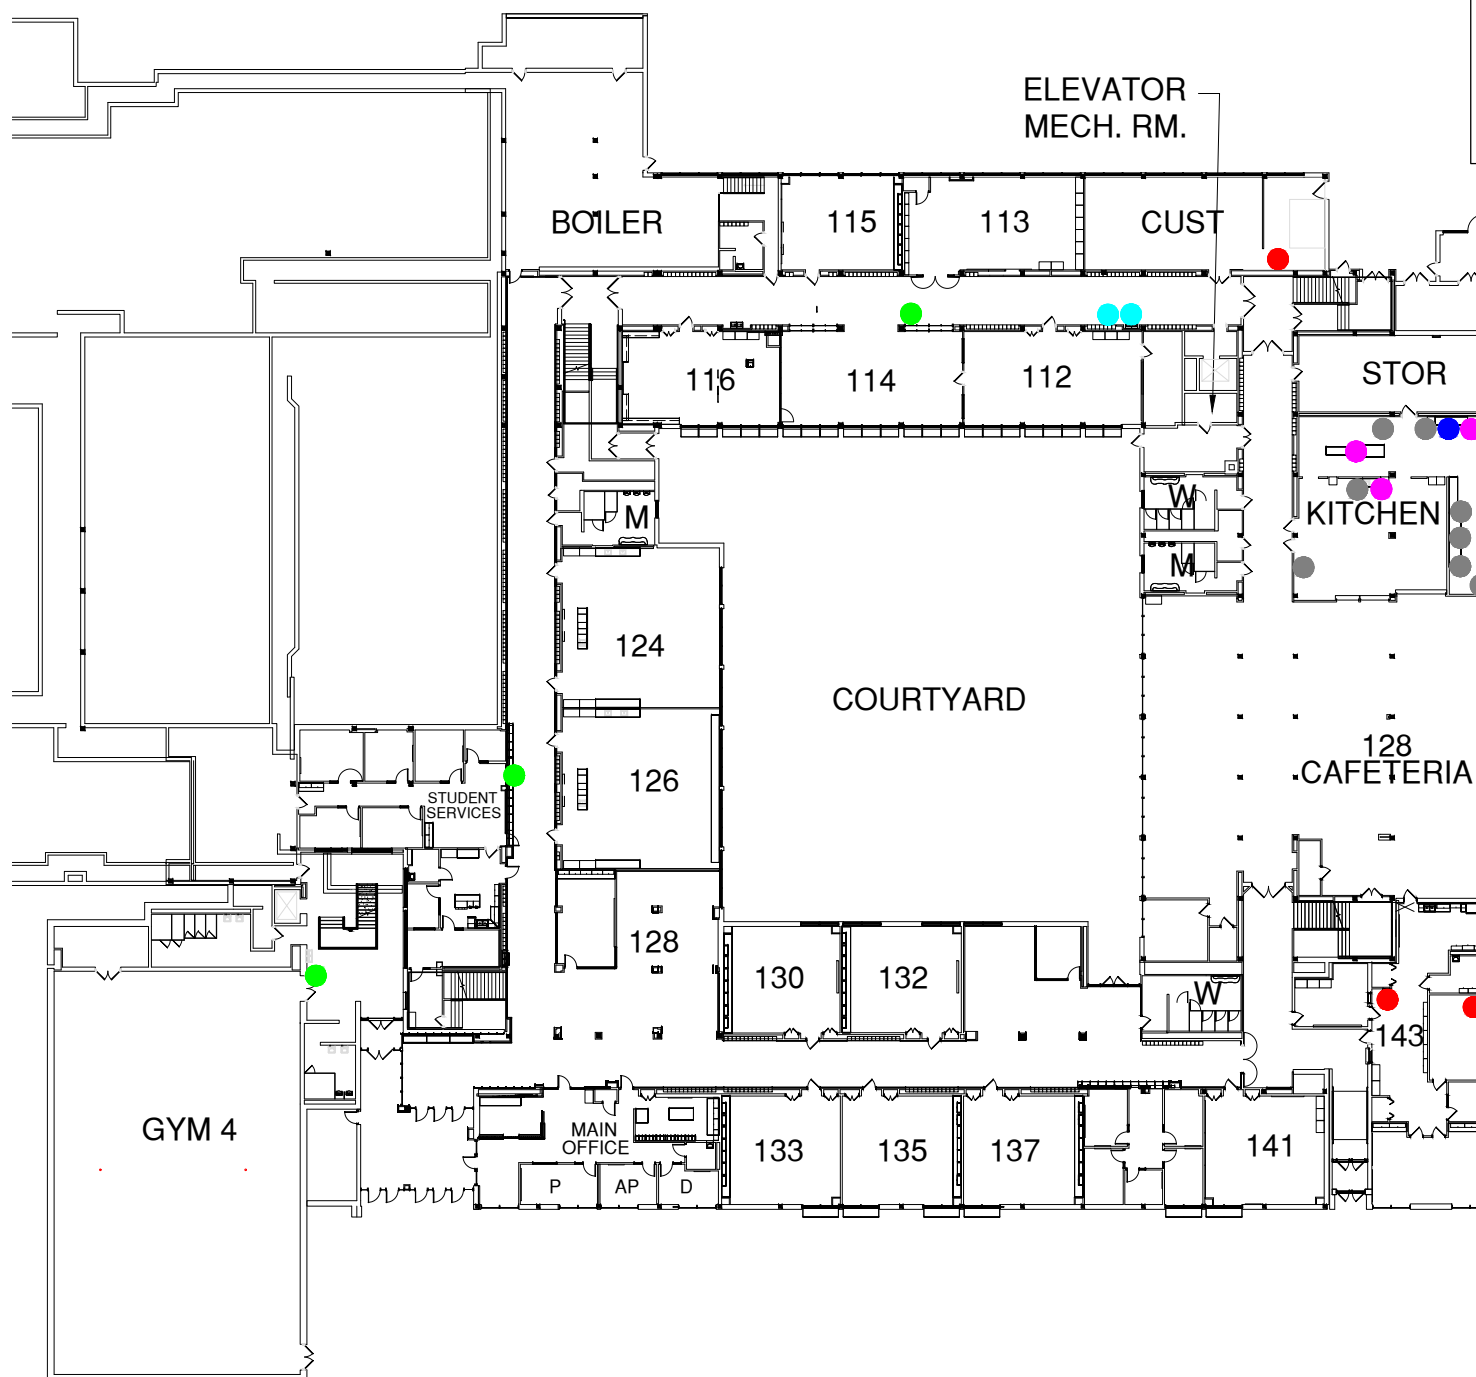 ELEVATOR
MECH. RM.
BOILER
115
113
CUST
116
114
112
STOR
M
W
KITCHEN
M
124
COURTYARD
128
CAFETERIA
126
STUDENT
SERVICES
128
130
132
W
143
GYM 4
MAIN
OFFICE
133
135
137
141
P
AP
D